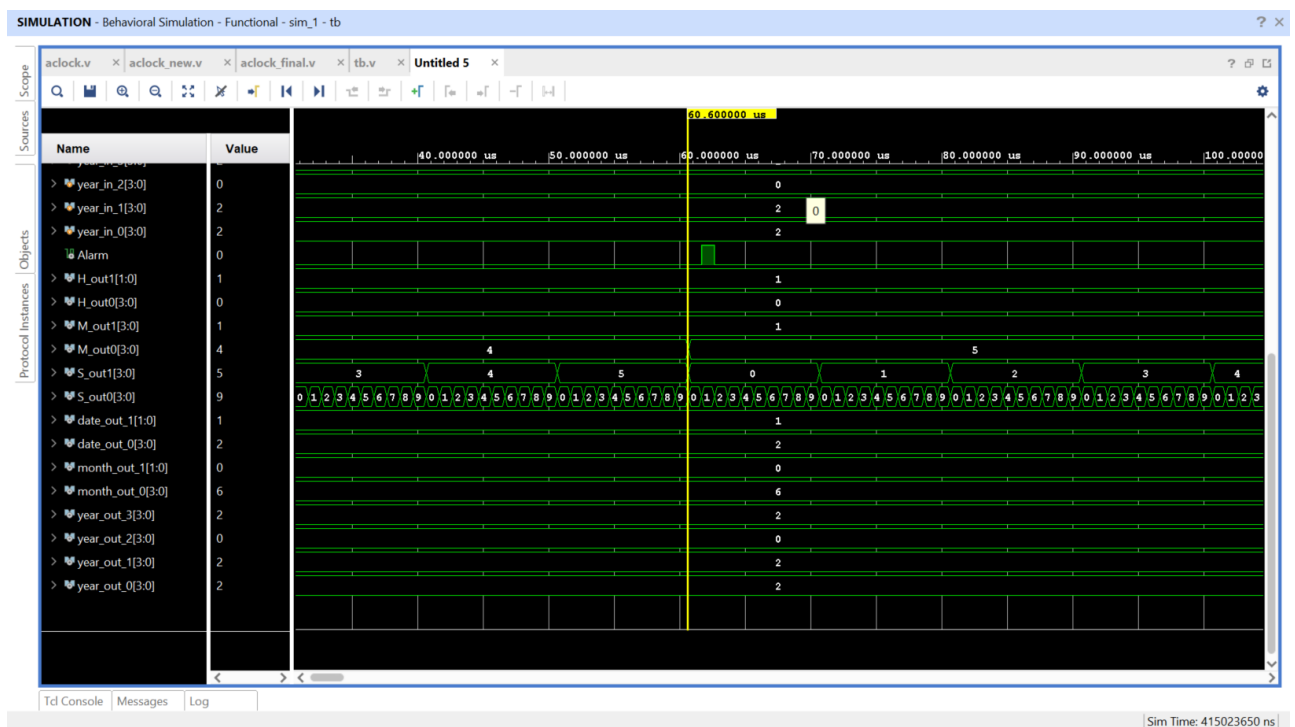 SIMULATION - Behavioral Simulation - Functional - sim_1 - tb ? ×
Scope
Sources
Objects
Protocol Instances
aclock.v × aclock_new.v × aclock_final.v × tb.v × Untitled 5 ×
60.600000 us
Name Value
40.000000 us 50.000000 us 60.000000 us 70.000000 us 80.000000 us 90.000000 us 100.00000
year_in_2[3:0] 0 0
year_in_1[3:0] 2 2 0
year_in_0[3:0] 2 2
Alarm 0
H_out1[1:0] 1 1
H_out0[3:0] 0 0
M_out1[3:0] 1 1
M_out0[3:0] 4 4 5
S_out1[3:0] 5 3 4 5 0 1 2 3 4
S_out0[3:0] 9 0 1 2 3 4 5 6 7 8 9 0 1 2 3 4 5 6 7 8 9 0 1 2 3 4 5 6 7 8 9 0 1 2 3 4 5 6 7 8 9 0 1 2 3 4 5 6 7 8 9 0 1 2 3 4 5 6 7 8 9 0 1 2 3 4 5 6 7 8 9 0 1 2 3
date_out_1[1:0] 1 1
date_out_0[3:0] 2 2
month_out_1[1:0] 0 0
month_out_0[3:0] 6 6
year_out_3[3:0] 2 2
year_out_2[3:0] 0 0
year_out_1[3:0] 2 2
year_out_0[3:0] 2 2
Tcl Console Messages Log
Sim Time: 415023650 ns